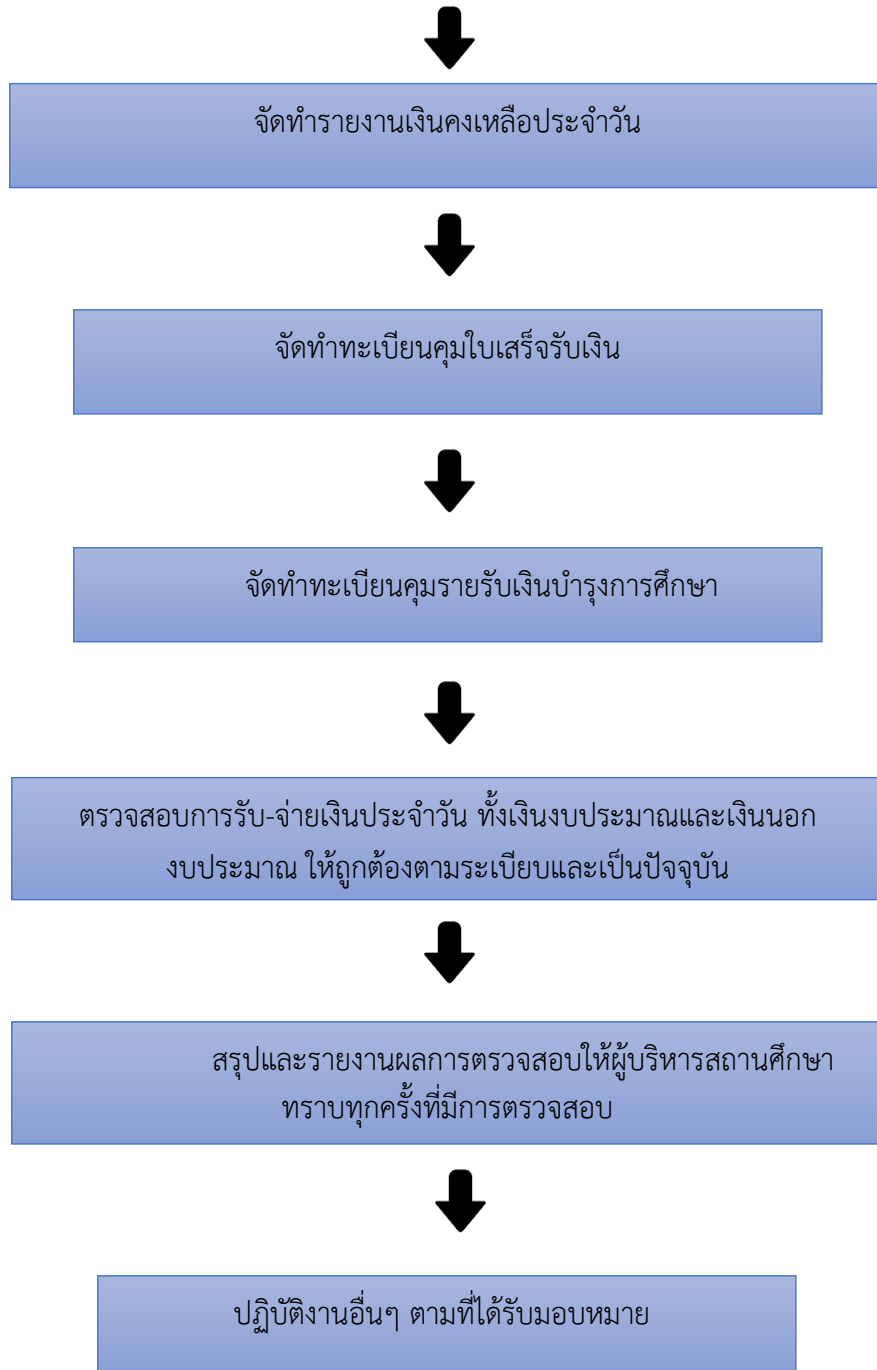 จัดทำรายงานเงินคงเหลือประจำวัน
จัดทำทะเบียนคุมใบเสร็จรับเงิน
จัดทำทะเบียนคุมรายรับเงินบำรุงการศึกษา
ตรวจสอบการรับ-จ่ายเงินประจำวัน ทั้งเงินงบประมาณและเงินนอก
งบประมาณ ให้ถูกต้องตามระเบียบและเป็นปัจจุบัน
สรุปและรายงานผลการตรวจสอบให้ผู้บริหารสถานศึกษา
ทราบทุกครั้งที่มีการตรวจสอบ
ปฏิบัติงานอื่นๆ ตามที่ได้รับมอบหมาย